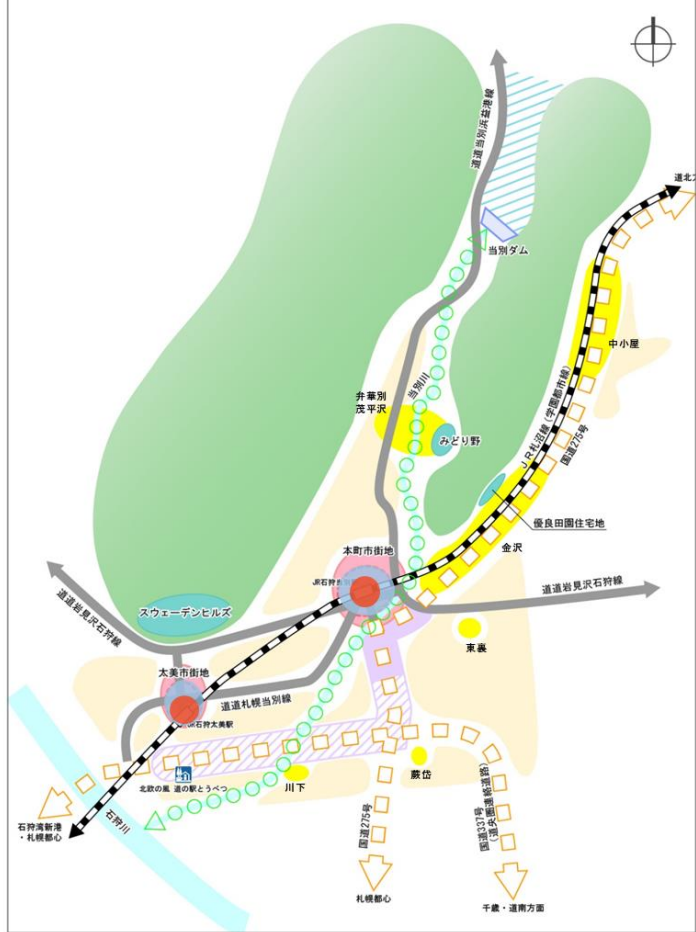 道道当別浜益港線
道北方
当別ダム
中小屋
当別川
弁華別
茂平沢
みどり野
JR札沼線(学園都市線)
国道275号
優良田園住宅地
金沢
本町市街地
道道岩見沢石狩線
道道岩見沢石狩線
スウェーデンヒルズ
東裏
太美市街地
道道札幌当別線
JR石狩太美駅
北欧の風 道の駅とうべつ
川下
蕨岱
石狩川
石狩湾新港
・札幌都心
国道275号
国道337号
(道央圏連絡道路)
札幌都心
千歳・道南方面